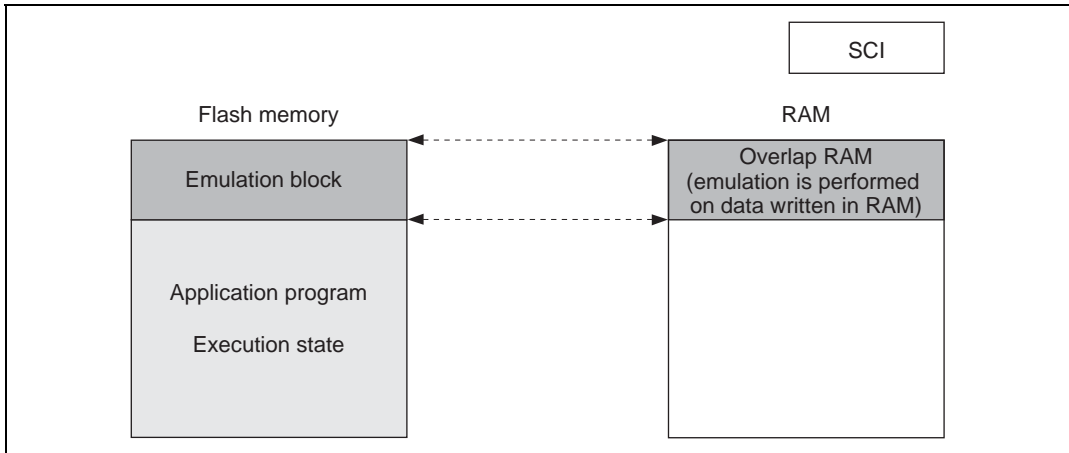 SCI
Flash memory
RAM
Emulation block
Overlap RAM
(emulation is performed
on data written in RAM)
Application program
Execution state